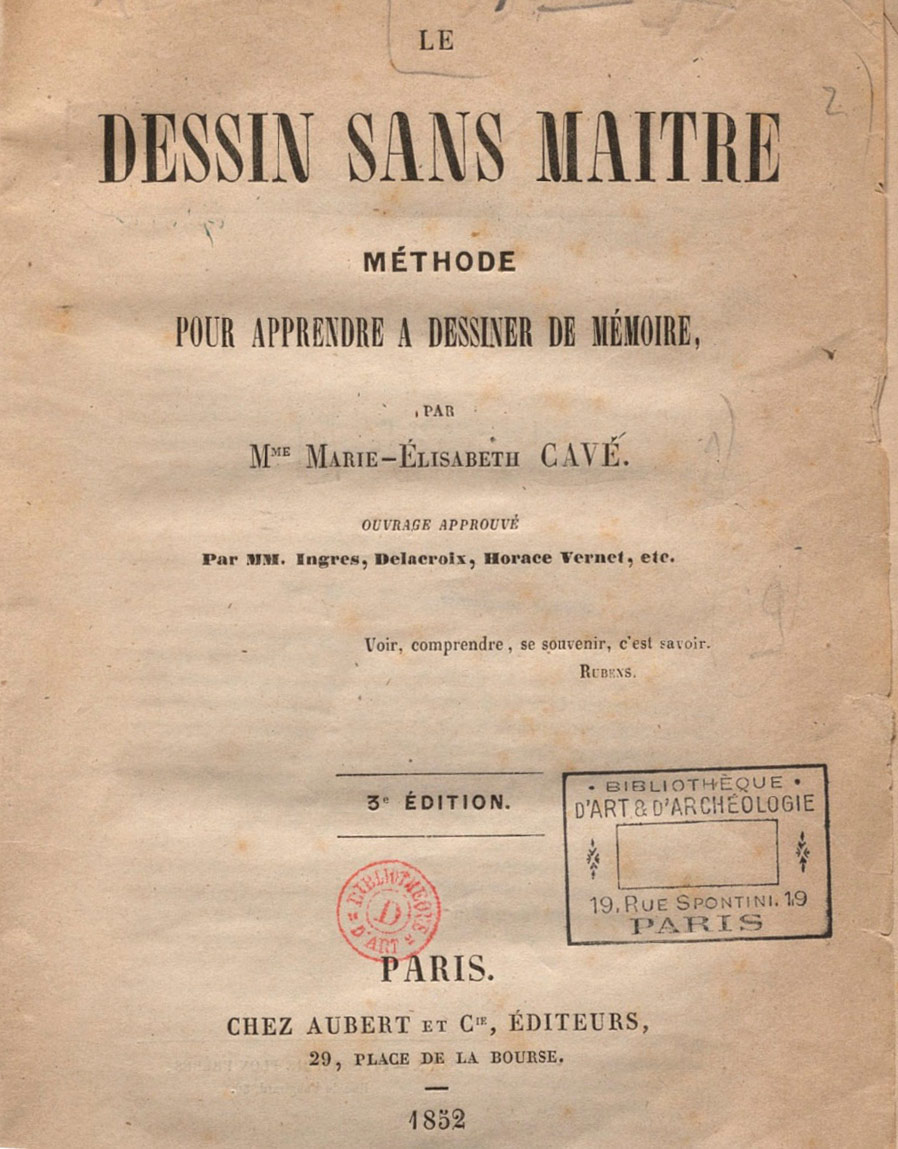 LE
DESSIN SANS MAITRE
MÉTHODE
POUR APPRENDRE A DESSINER DE MÉMOIRE,
PAR
MME MARIE-ÉLISABETH CAVÉ.
OUVRAGE APPROUVÉ
Par MM. Ingres, Delacroix, Horace Vernet, etc.
Voir, comprendre, se souvenir, c'est savoir.
RUBENS.
3e ÉDITION.
• BIBLIOTHÈQUE •
D'ART & D'ARCHÉOLOGIE
19, RUE SPONTINI. 19
PARIS
BIBLIOTHEQUE
D
D'ART
PARIS.
CHEZ AUBERT ET CIE, ÉDITEURS,
29, PLACE DE LA BOURSE.
1852
2